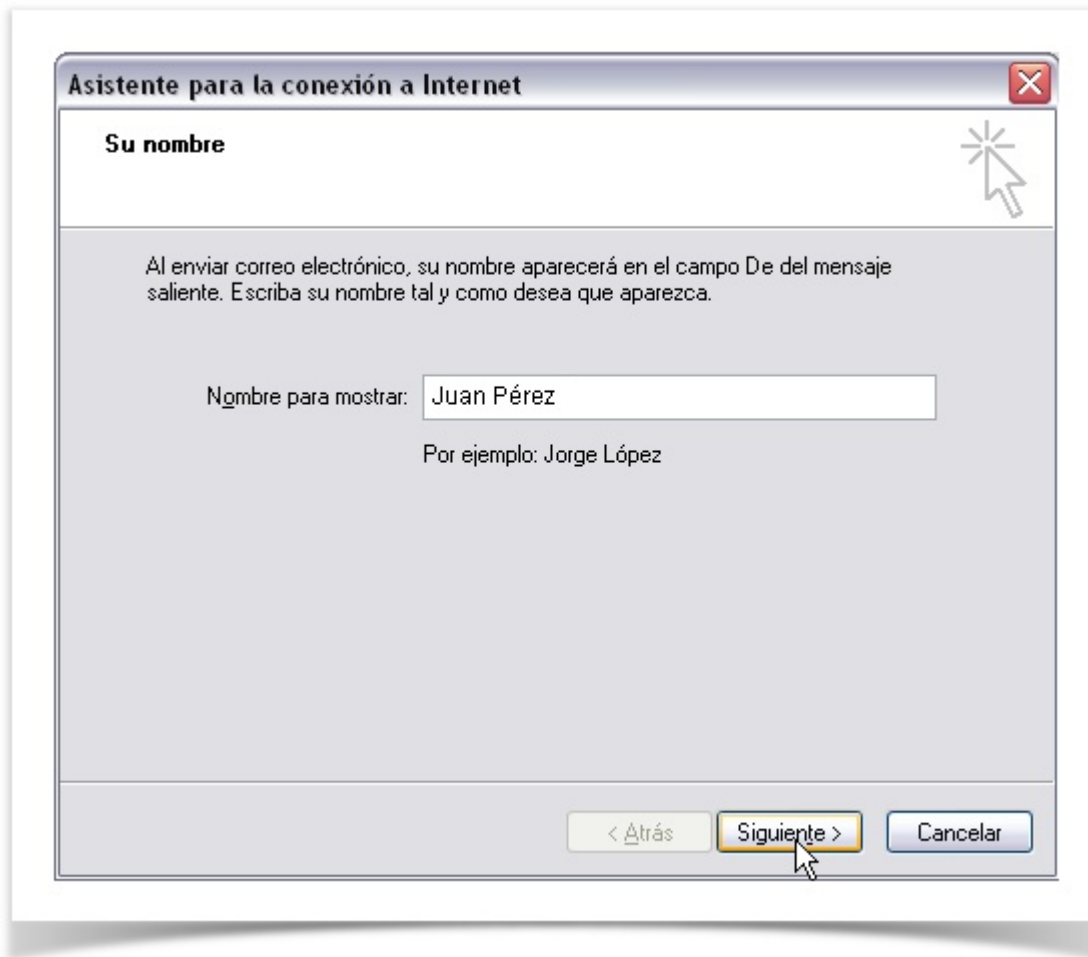 Asistente para la conexión a Internet
Su nombre
Al enviar correo electrónico, su nombre aparecerá en el campo De del mensaje
saliente. Escriba su nombre tal y como desea que aparezca.
Nombre para mostrar: Juan Pérez
Por ejemplo: Jorge López
< Atrás Siguiente > Cancelar